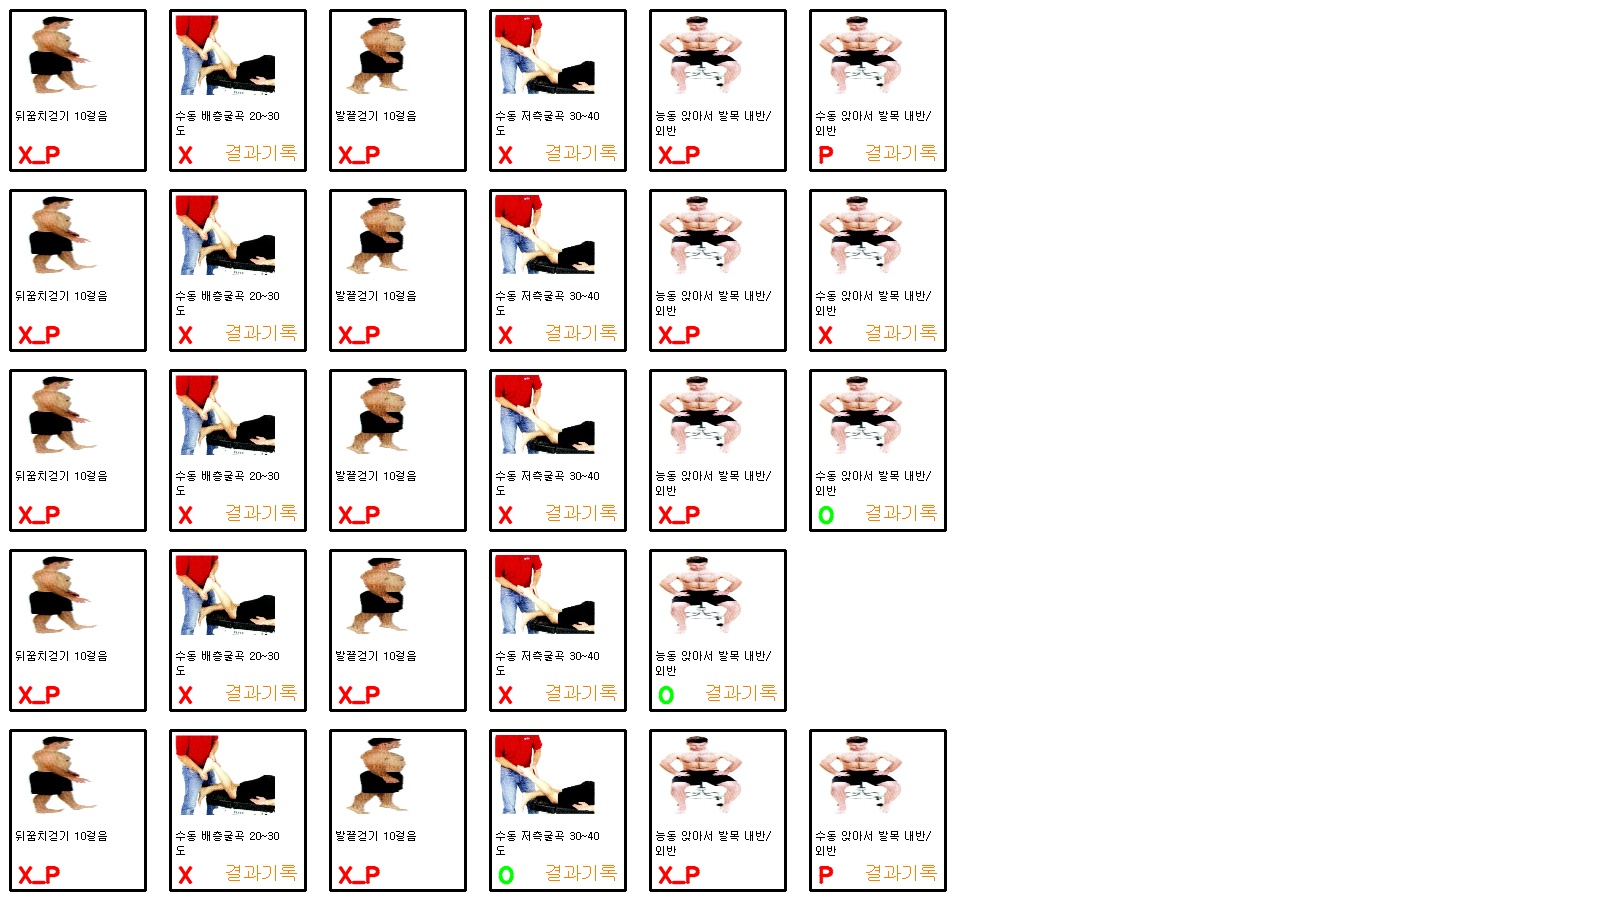 뒤꿈치걷기 10걸음
X_P
수동 배측굴곡 20~30
도
X 결과기록
발끝걷기 10걸음
X_P
수동 저측굴곡 30~40
도
X 결과기록
능동 앉아서 발목 내반/
외반
X_P
수동 앉아서 발목 내반/
외반
P 결과기록
뒤꿈치걷기 10걸음
X_P
수동 배측굴곡 20~30
도
X 결과기록
발끝걷기 10걸음
X_P
수동 저측굴곡 30~40
도
X 결과기록
능동 앉아서 발목 내반/
외반
X_P
수동 앉아서 발목 내반/
외반
X 결과기록
뒤꿈치걷기 10걸음
X_P
수동 배측굴곡 20~30
도
X 결과기록
발끝걷기 10걸음
X_P
수동 저측굴곡 30~40
도
X 결과기록
능동 앉아서 발목 내반/
외반
X_P
수동 앉아서 발목 내반/
외반
O 결과기록
뒤꿈치걷기 10걸음
X_P
수동 배측굴곡 20~30
도
X 결과기록
발끝걷기 10걸음
X_P
수동 저측굴곡 30~40
도
X 결과기록
능동 앉아서 발목 내반/
외반
O 결과기록
뒤꿈치걷기 10걸음
X_P
수동 배측굴곡 20~30
도
X 결과기록
발끝걷기 10걸음
X_P
수동 저측굴곡 30~40
도
O 결과기록
능동 앉아서 발목 내반/
외반
X_P
수동 앉아서 발목 내반/
외반
P 결과기록